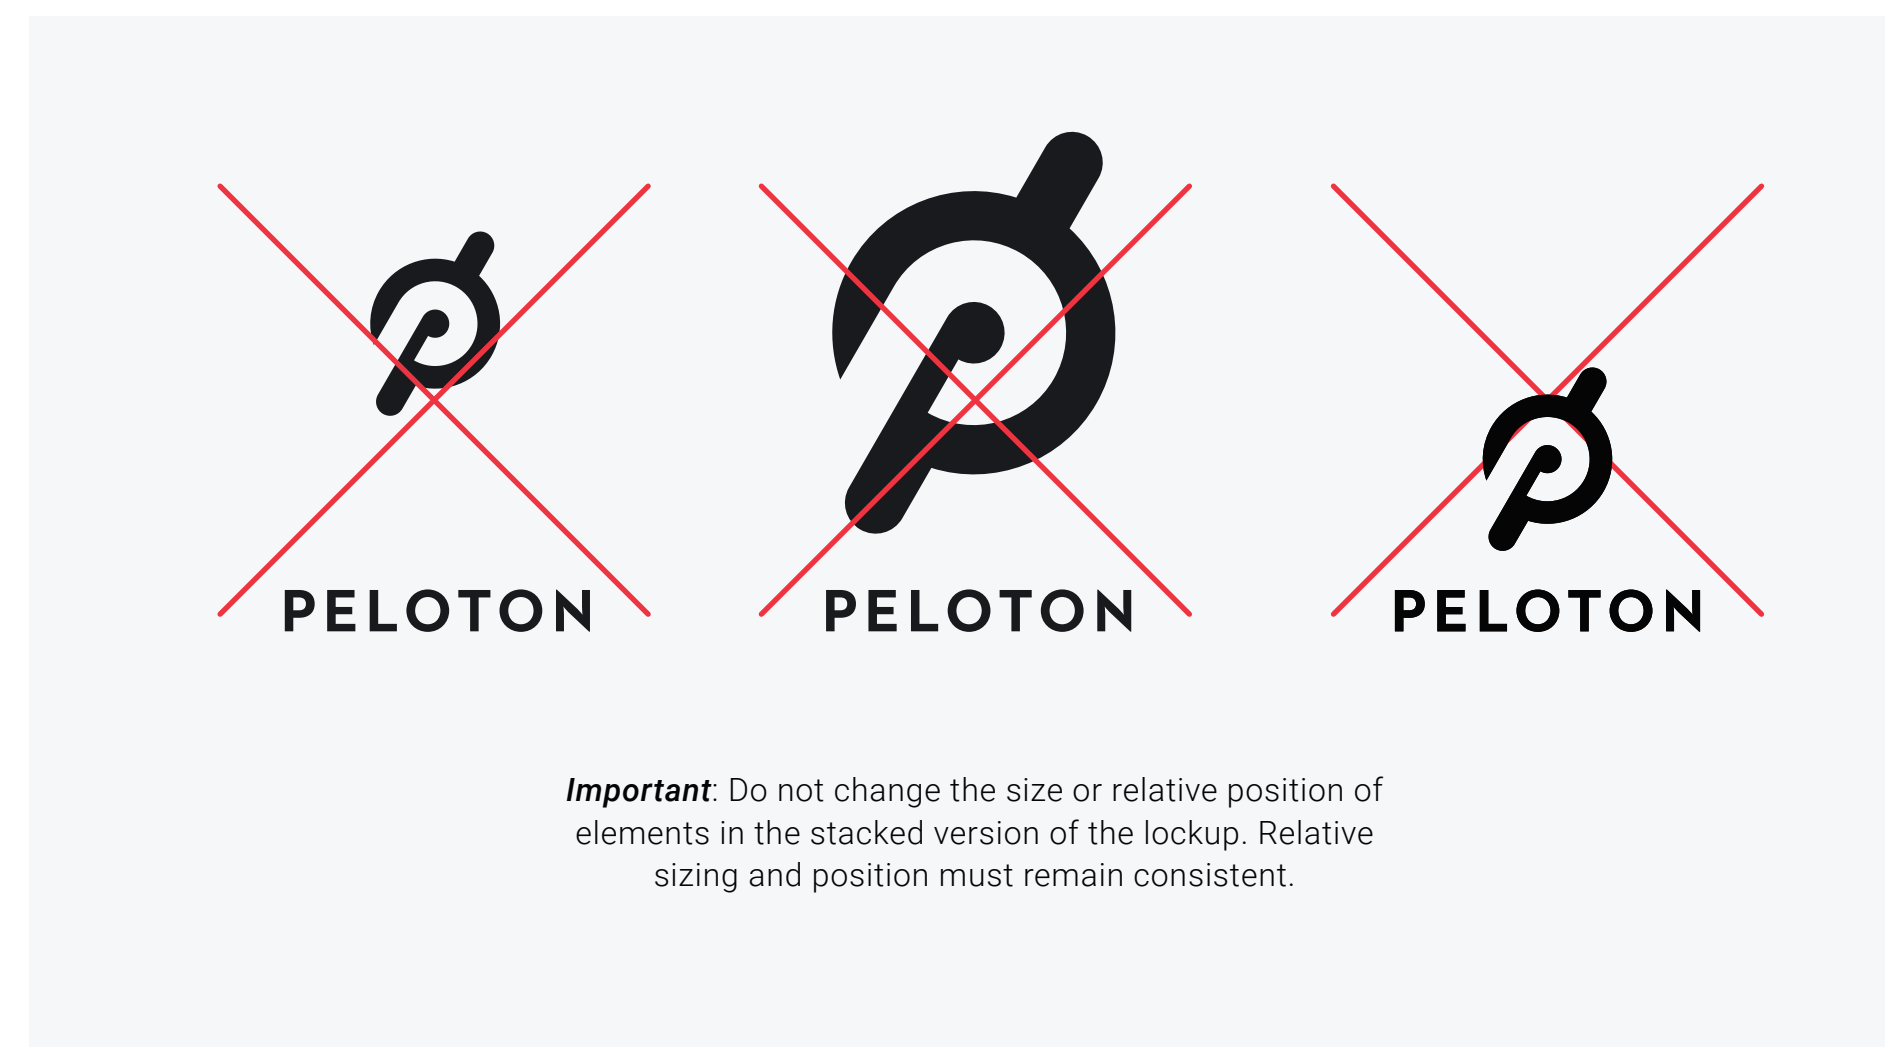 PELOTON PELOTON PELOTON
Important: Do not change the size or relative position of
elements in the stacked version of the lockup. Relative
sizing and position must remain consistent.